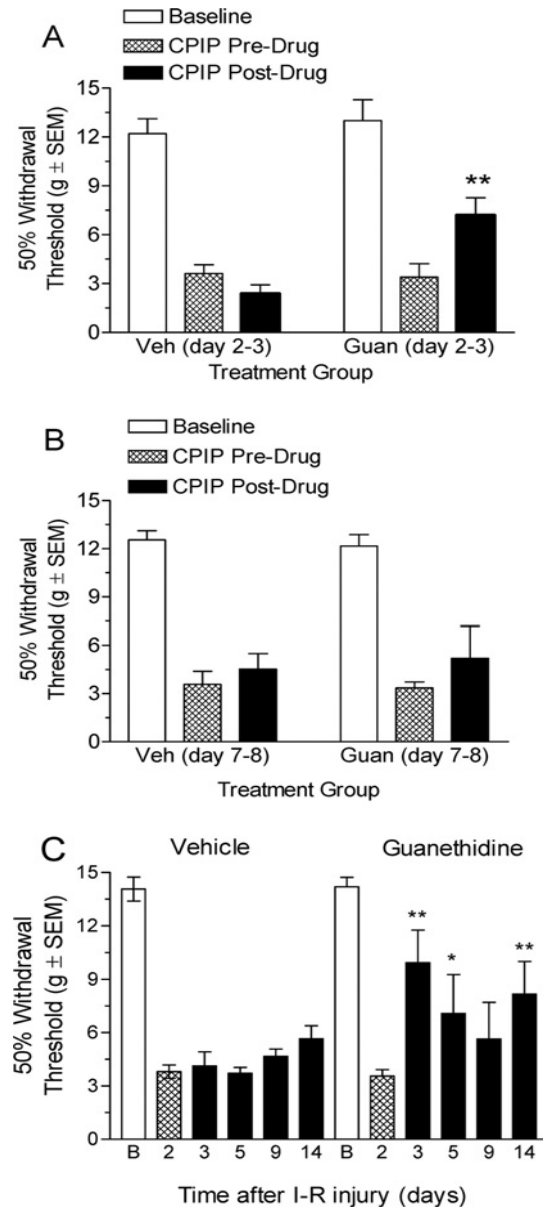 A
Baseline
CPIP Pre-Drug
CPIP Post-Drug
50% Withdrawal
Threshold (g ± SEM)
15
12
9
6
3
0
**
Veh (day 2-3) Guan (day 2-3)
Treatment Group
B
Baseline
CPIP Pre-Drug
CPIP Post-Drug
50% Withdrawal
Threshold (g ± SEM)
15
12
9
6
3
0
Veh (day 7-8) Guan (day 7-8)
Treatment Group
C
Vehicle Guanethidine
50% Withdrawal
Threshold (g ± SEM)
15
12
9
6
3
0
** * **
B 2 3 5 9 14 B 2 3 5 9 14
Time after I-R injury (days)